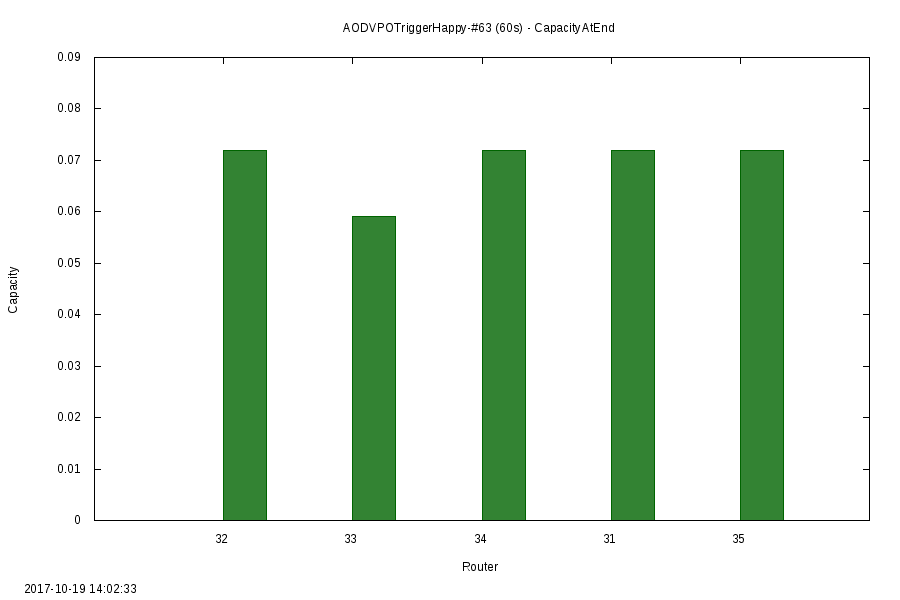 AODVPOTriggerHappy-#63 (60s) - CapacityAtEnd
0.09
0.08
0.07
0.06
0.05
0.04
0.03
0.02
0.01
0
Capacity
32 33 34 31 35
Router
2017-10-19 14:02:33